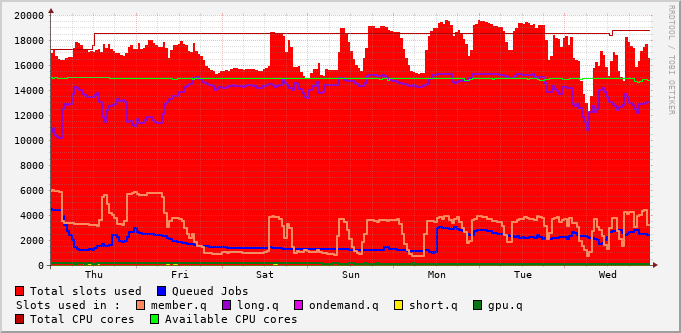 20000
18000
16000
14000
12000
10000
8000
6000
4000
2000
0
Thu Fri Sat Sun Mon Tue Wed
RRDTOOL / TOBI OETIKER
Total slots used Queued Jobs
Slots used in : member.q long.q ondemand.q short.q gpu.q
Total CPU cores Available CPU cores